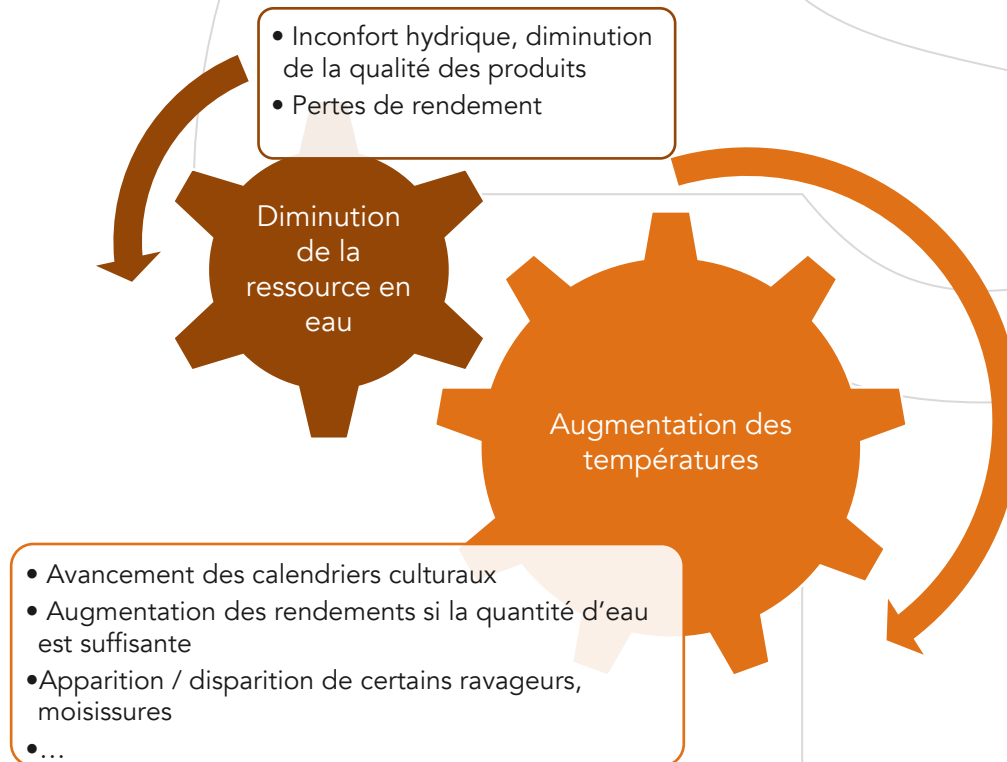 • Inconfort hydrique, diminution
de la qualité des produits
• Pertes de rendement
Diminution
de la
ressource en
eau
Augmentation des
températures
• Avancement des calendriers culturaux
• Augmentation des rendements si la quantité d’eau
est suffisante
•Apparition / disparition de certains ravageurs,
moisissures
•…